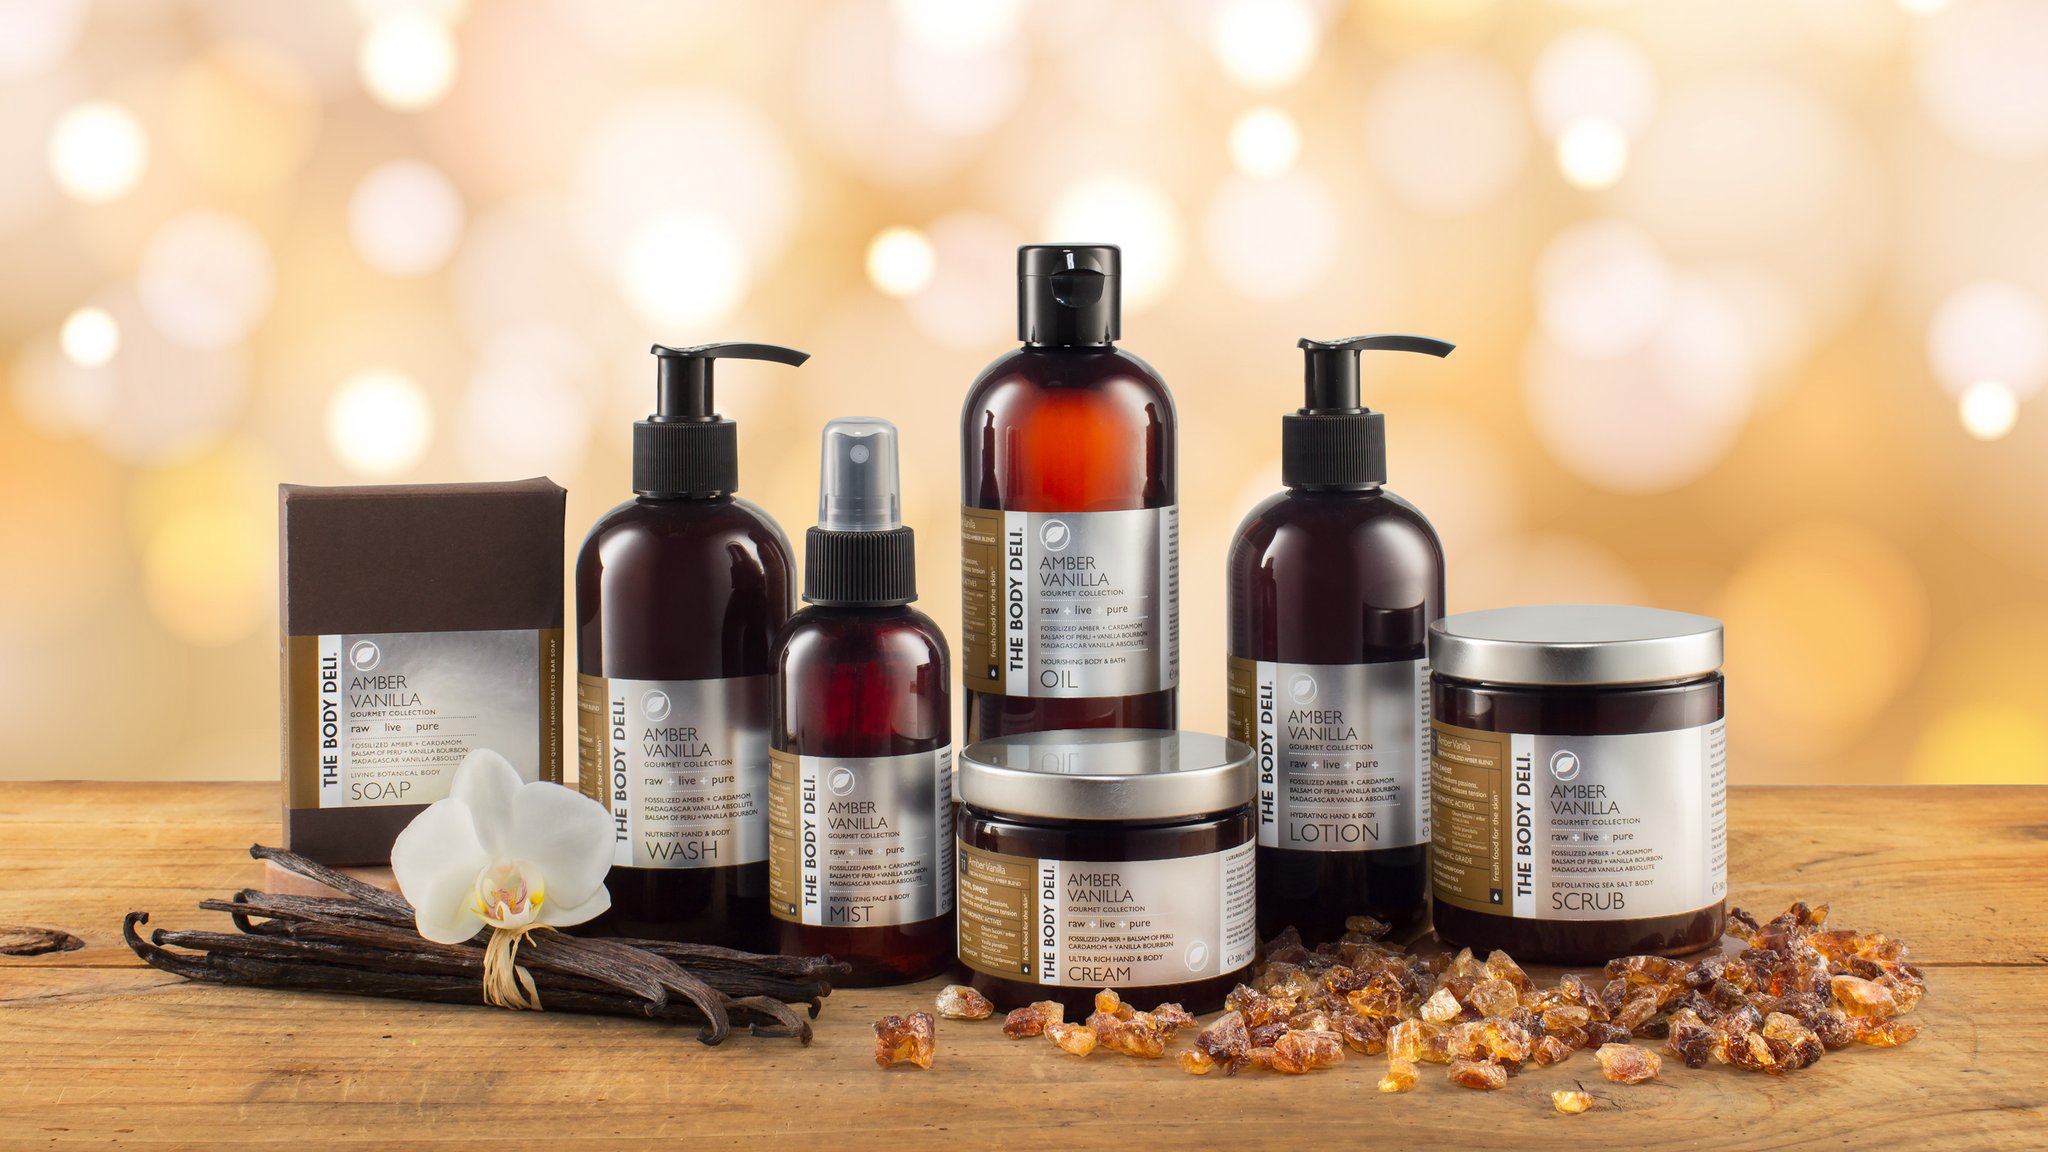 THE BODY DELI.
AMBER
VANILLA
GOURMET COLLECTION
raw live pure
FOSSILIZED AMBER + CARDAMOM
BALSAM OF PERU + VANILLA BOURBON
MADAGASCAR VANILLA ABSOLUTE
LIVING BOTANICAL BODY
SOAP
THE BODY DELI.
AMBER
VANILLA
GOURMET COLLECTION
raw + live + pure
FOSSILIZED AMBER + CARDAMOM
BALSAM OF PERU + VANILLA BOURBON
MADAGASCAR VANILLA ABSOLUTE
NUTRIENT HAND & BODY
WASH
THE BODY DELI.
AMBER
VANILLA
GOURMET COLLECTION
raw + live + pure
FOSSILIZED AMBER + CARDAMOM
BALSAM OF PERU + VANILLA BOURBON
MADAGASCAR VANILLA ABSOLUTE
REVITALIZING FACE & BODY
MIST
fresh food for the skin
THE BODY DELI.
AMBER
VANILLA
GOURMET COLLECTION
raw + live + pure
FOSSILIZED AMBER + CARDAMOM
BALSAM OF PERU + VANILLA BOURBON
MADAGASCAR VANILLA ABSOLUTE
NOURISHING BODY & BATH
OIL
Amber Vanilla
warm, sweet
fresh food for the skin
THE BODY DELI.
AMBER
VANILLA
GOURMET COLLECTION
raw + live + pure
FOSSILIZED AMBER + BALSAM OF PERU
CARDAMOM + VANILLA BOURBON
ULTRA RICH HAND & BODY
CREAM
THE BODY DELI.
AMBER
VANILLA
GOURMET COLLECTION
raw + live + pure
FOSSILIZED AMBER + CARDAMOM
BALSAM OF PERU + VANILLA BOURBON
MADAGASCAR VANILLA ABSOLUTE
HYDRATING HAND & BODY
LOTION
Amber Vanilla
fresh food for the skin
THE BODY DELI.
AMBER
VANILLA
GOURMET COLLECTION
raw + live + pure
FOSSILIZED AMBER + CARDAMOM
BALSAM OF PERU + VANILLA BOURBON
MADAGASCAR VANILLA ABSOLUTE
EXFOLIATING SEA SALT BODY
SCRUB